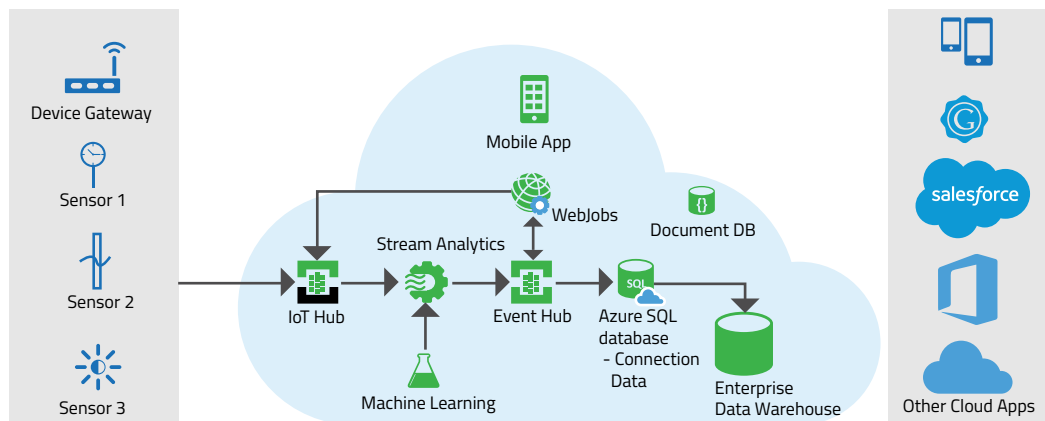 Device Gateway
Sensor 1
Sensor 2
Sensor 3
Mobile App
WebJobs
{}
Document DB
Stream Analytics
IoT Hub
Event Hub
SQL
Azure SQL
database
- Connection
Data
Machine Learning
Enterprise
Data Warehouse
G
salesforce
Other Cloud Apps